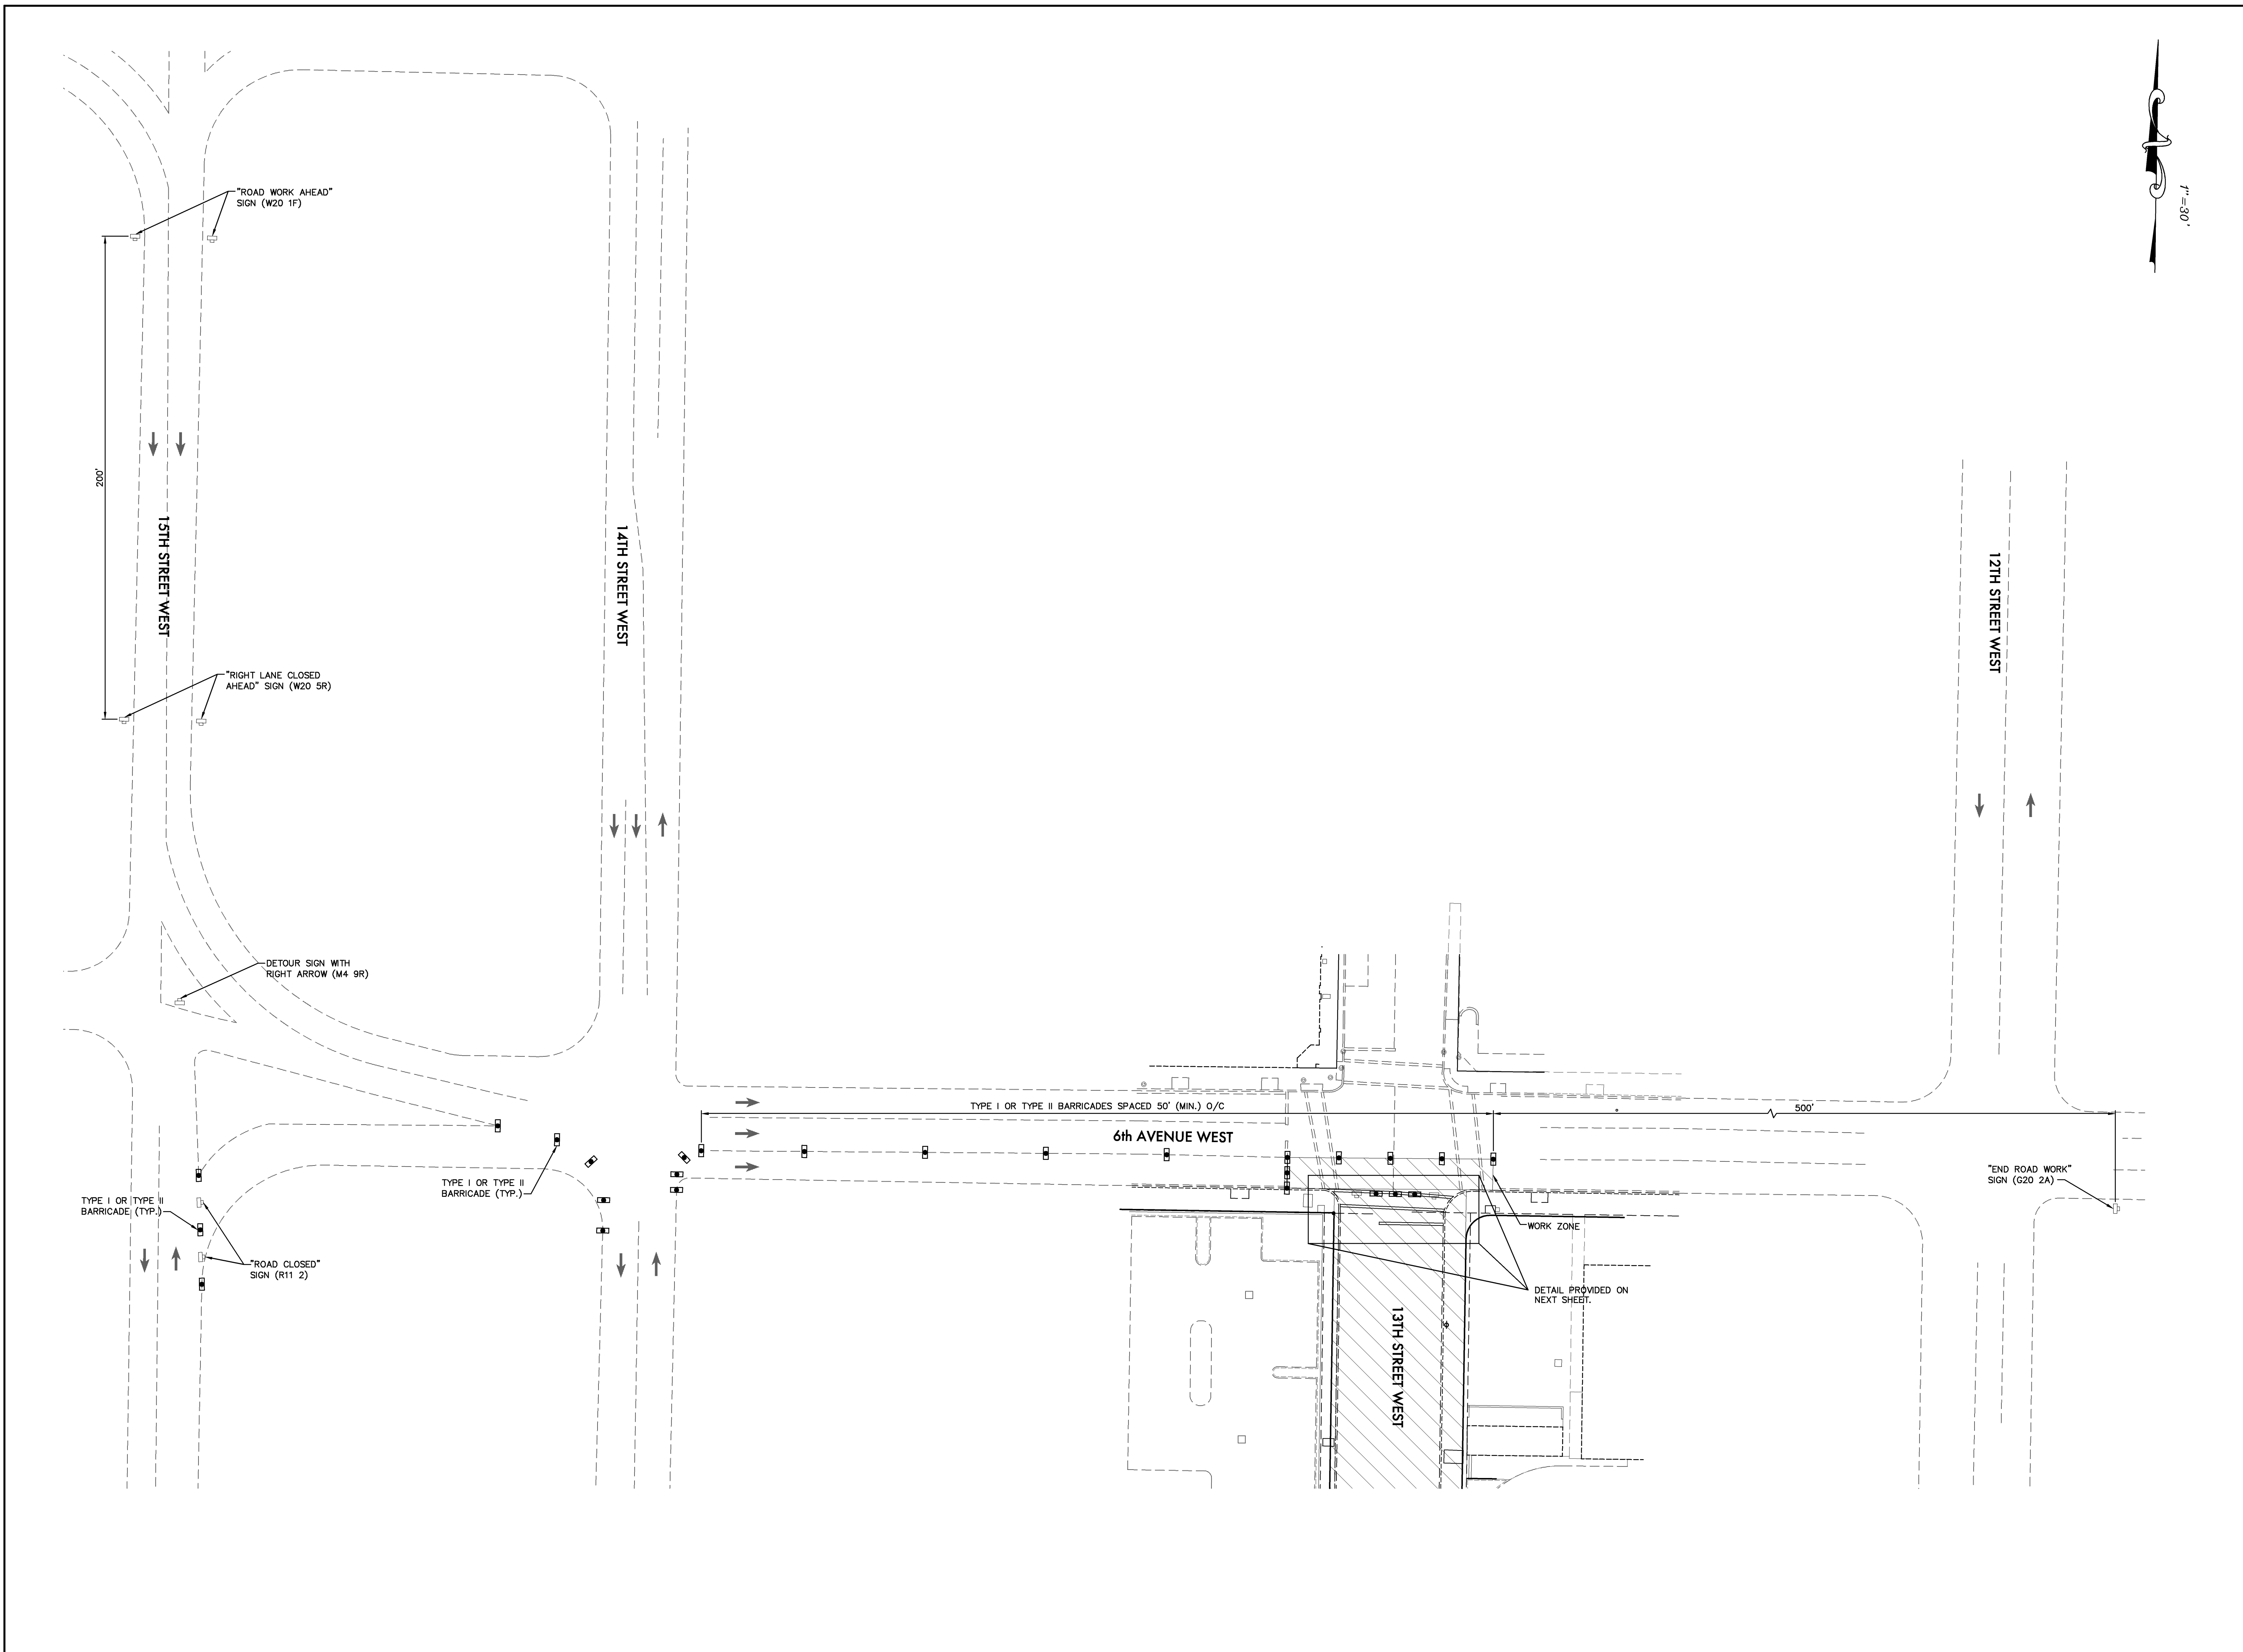 1"=30'
"ROAD WORK AHEAD"
SIGN (W20 1F)
200'
15TH STREET WEST
14TH STREET WEST
12TH STREET WEST
"RIGHT LANE CLOSED
AHEAD" SIGN (W20 5R)
DETOUR SIGN WITH
RIGHT ARROW (M4 9R)
TYPE I OR TYPE II BARRICADES SPACED 50' (MIN.) O/C
500'
6th AVENUE WEST
"END ROAD WORK"
SIGN (G20 2A)
TYPE I OR TYPE II
BARRICADE (TYP.)
TYPE I OR TYPE II
BARRICADE (TYP.)
WORK ZONE
"ROAD CLOSED"
SIGN (R11 2)
DETAIL PROVIDED ON
NEXT SHEET.
13TH STREET WEST